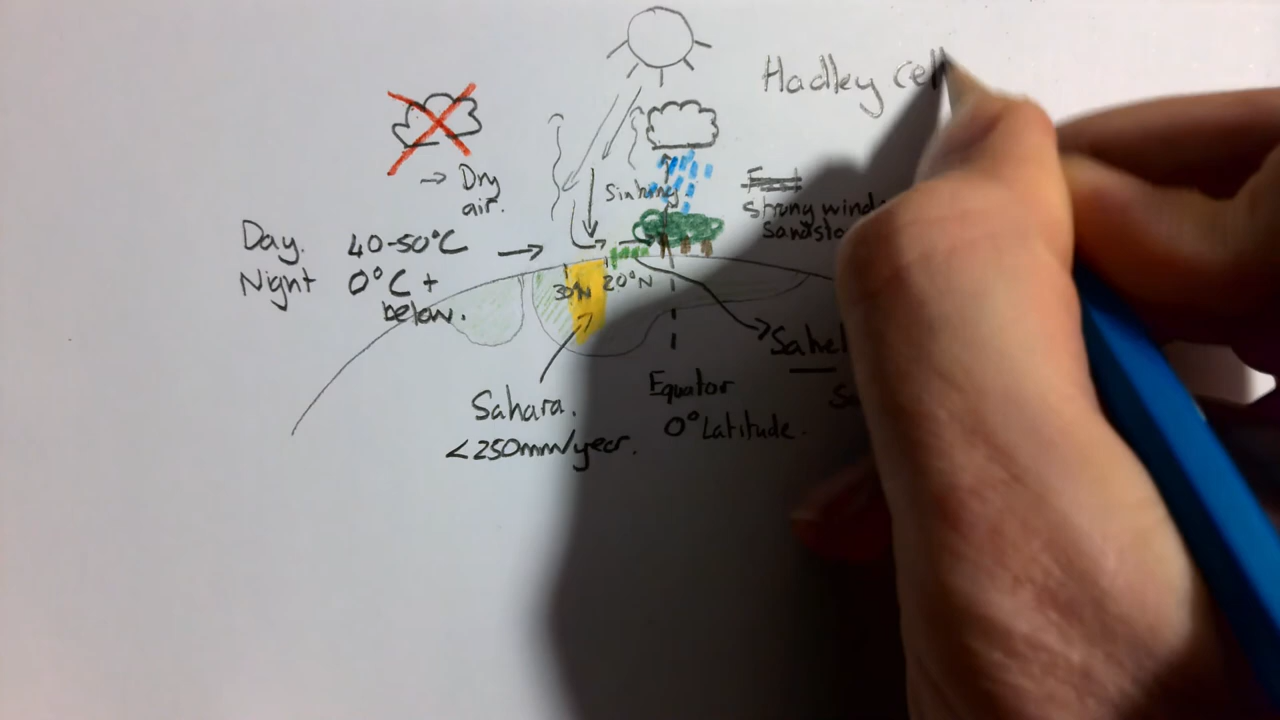 Hadley cell
→ Dry
air.
Sinking
Strong winds
Day. 40-50°C →
Night 0°C +
below.
30°N 20°N
Sahel
Sahara.
<250mm/year.
Equator
0° Latitude.